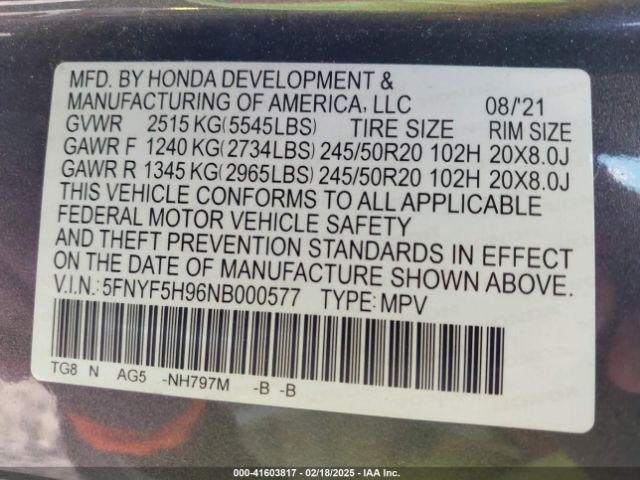 MFD. BY HONDA DEVELOPMENT &
MANUFACTURING OF AMERICA, LLC 08/'21
GVWR 2515 KG(5545LBS) TIRE SIZE RIM SIZE
GAWR F 1240 KG(2734LBS) 245/50R20 102H 20X8.0J
GAWR R 1345 KG(2965LBS) 245/50R20 102H 20X8.0J
THIS VEHICLE CONFORMS TO ALL APPLICABLE
FEDERAL MOTOR VEHICLE SAFETY
AND THEFT PREVENTION STANDARDS IN EFFECT
ON THE DATE OF MANUFACTURE SHOWN ABOVE.
V.I.N.:5FNYF5H96NB000577 TYPE:MPV
TG8 N AG5 -NH797M -B -B
000-41603817 | 02/18/2025 | IAA Inc.